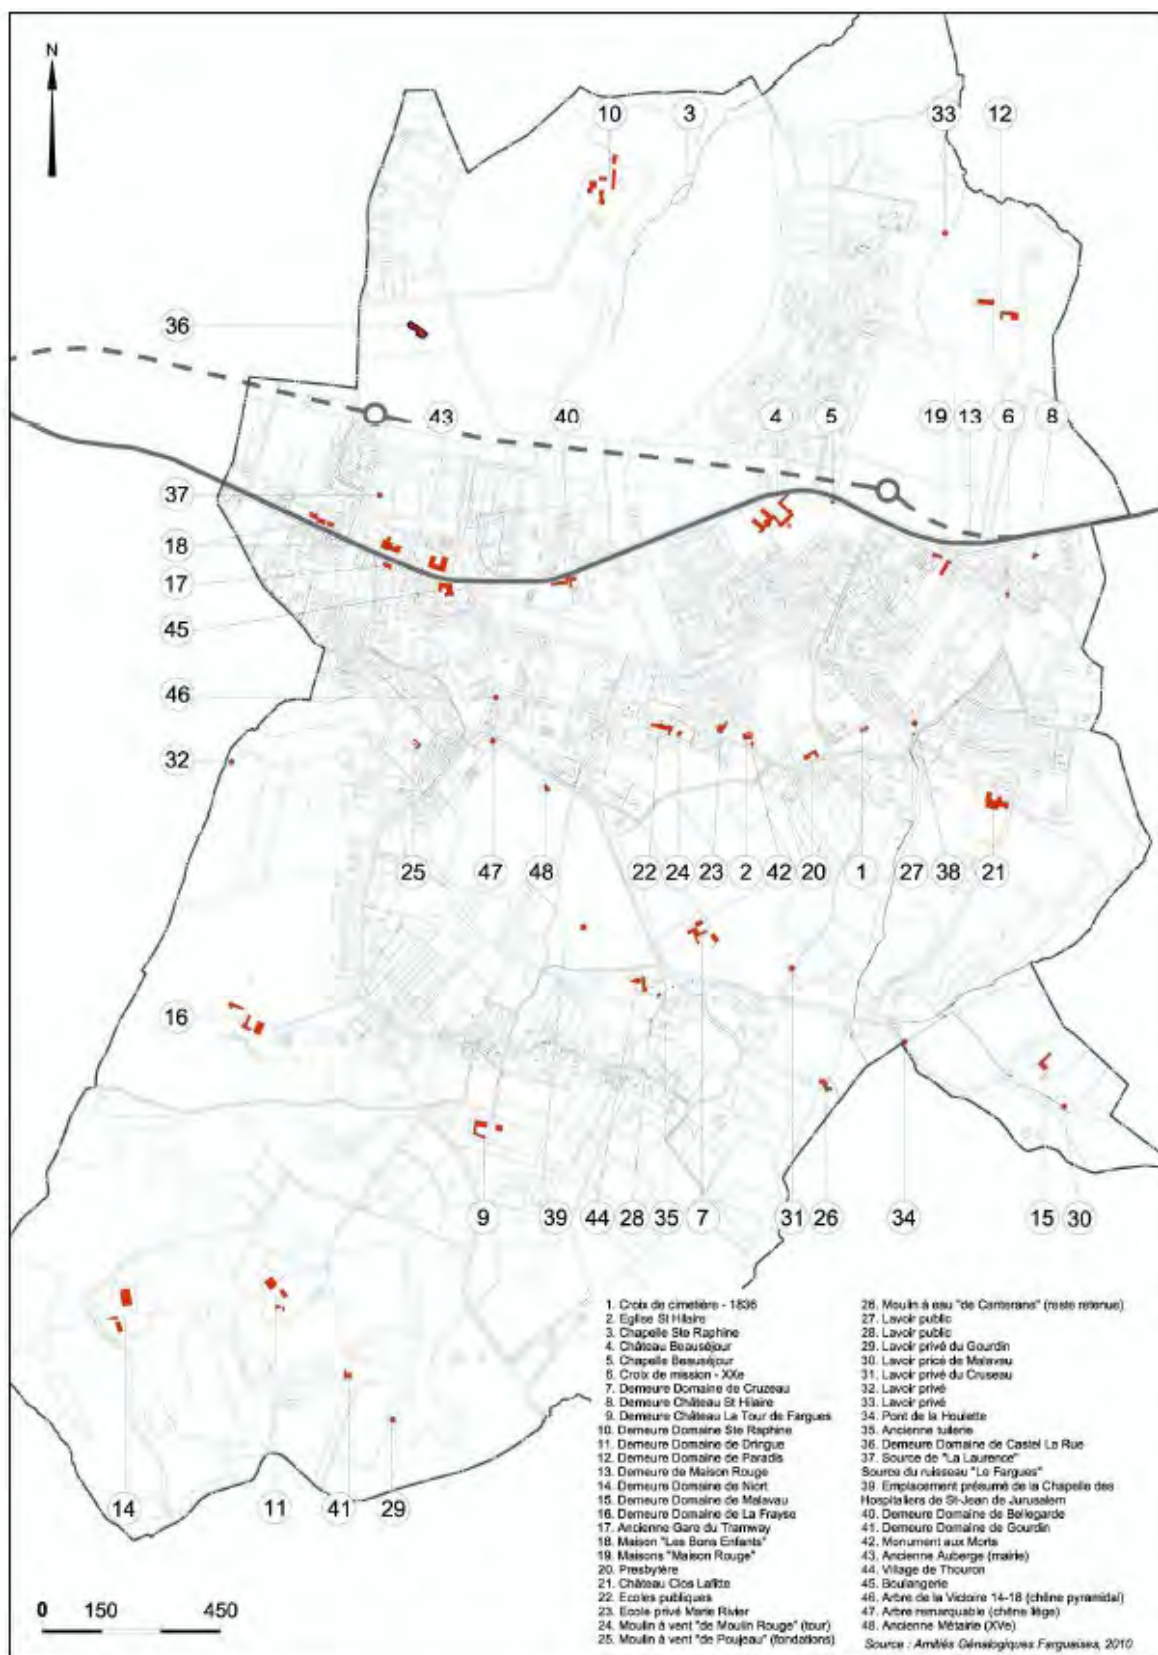 N
10 3 33 12
36
43 40 4 5 19 13 6 8
37
18
17
45
46
32
25 47 48 22 24 23 2 42 20 1 27 38 21
16
9 39 44 28 35 7 31 26 34 15 30
14 11 41 29
0 150 450
1. Croix de cimetière - 1836
2. Eglise St Hilaire
3. Chapelle Ste Raphine
4. Château Beauséjour
5. Chapelle Beauséjour
6. Croix de mission - XXe
7. Demeure Domaine de Cruzeau
8. Demeure Château St Hilaire
9. Demeure Château La Tour de Fargues
10. Demeure Domaine Ste Raphine
11. Demeure Domaine de Dringue
12. Demeure Domaine de Paradis
13. Demeure de Maison Rouge
14. Demeure Domaine de Niort
15. Demeure Domaine de Malavau
16. Demeure Domaine de La Frayse
17. Ancienne Gare du Tramway
18. Maison "Les Bons Enfants"
19. Maisons "Maison Rouge"
20. Presbytère
21. Château Clos Lafitte
22. Ecoles publiques
23. Ecole privé Marie Rivier
24. Moulin à vent "de Moulin Rouge" (tour)
25. Moulin à vent "de Poujeau" (fondations)
26. Moulin à eau "de Canterane" (reste retenue)
27. Lavoir public
28. Lavoir public
29. Lavoir privé du Gourdin
30. Lavoir pricé de Malavau
31. Lavoir privé du Cruseau
32. Lavoir privé
33. Lavoir privé
34. Pont de la Houlette
35. Ancienne tuilerie
36. Demeure Domaine de Castel La Rue
37. Source de "La Laurence"
Source du ruisseau "Le Fargues"
39. Emplacement présumé de la Chapelle des
Hospitaliers de St-Jean de Jurusalem
40. Demeure Domaine de Bellegarde
41. Demeure Domaine de Gourdin
42. Monument aux Morts
43. Ancienne Auberge (mairie)
44. Village de Thouron
45. Boulangerie
46. Arbre de la Victoire 14-18 (chêne pyramidal)
47. Arbre remarquable (chêne liège)
48. Ancienne Métairie (XVe)
Source : Amitiés Généalogiques Farguaises, 2010